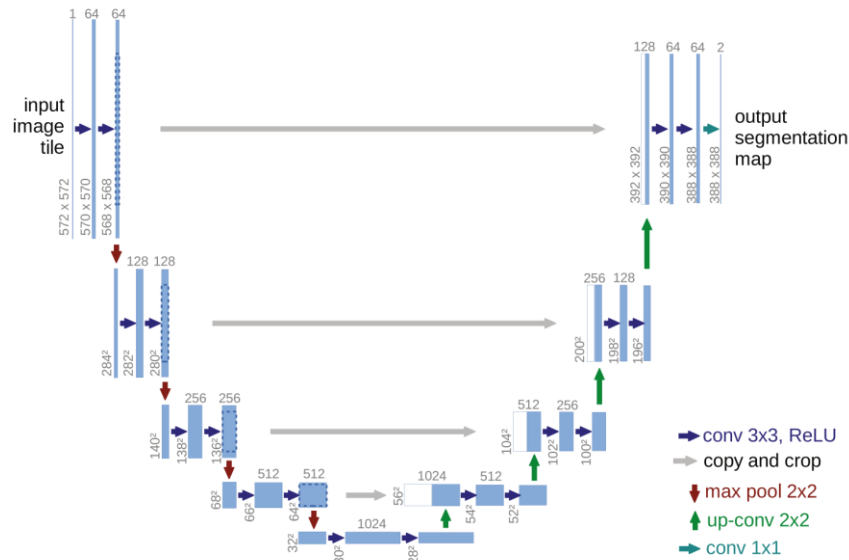 1
64
64
128
64
64
2
input
image
tile
output
segmentation
map
572 x 572
570 x 570
568 x 568
392 x 392
390 x 390
388 x 388
388 x 388
128
128
256
128
284²
282²
280²
200²
198²
196²
256
256
512
256
140²
138²
136²
104²
102²
100²
512
512
1024
512
68²
66²
64²
56²
54²
52²
1024
32²
28²
conv 3x3, ReLU
copy and crop
max pool 2x2
up-conv 2x2
conv 1x1